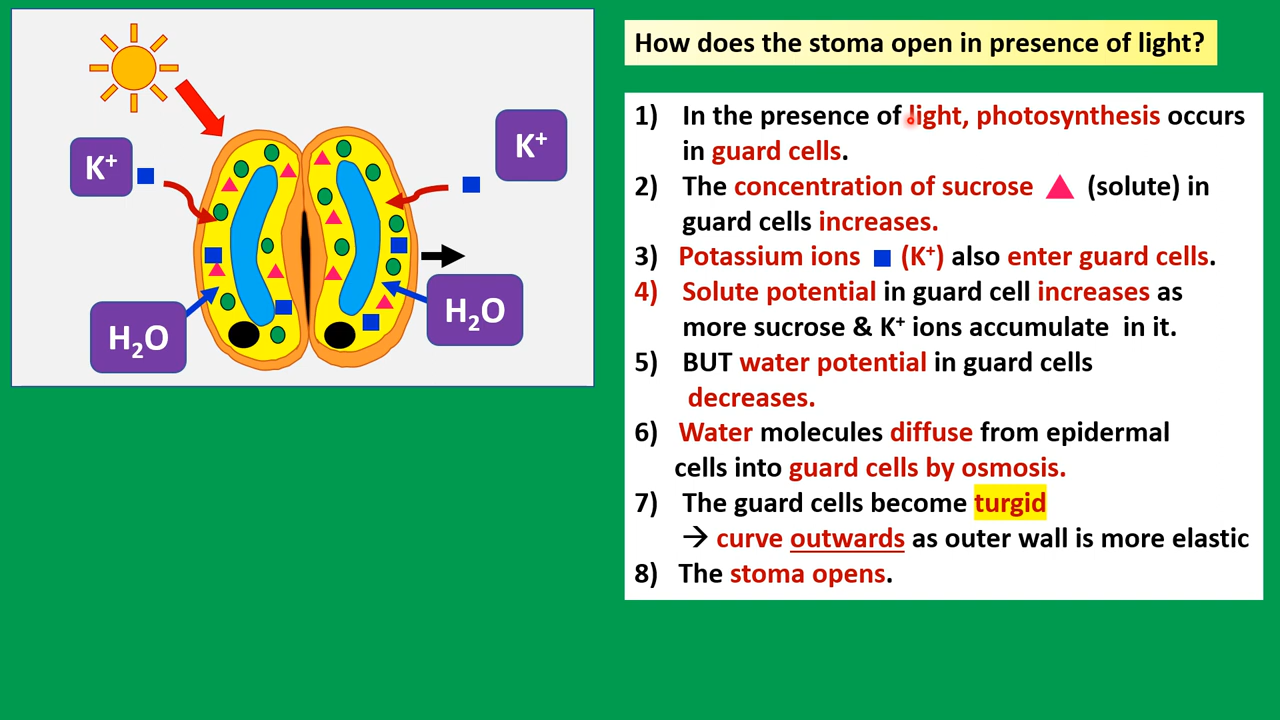 How does the stoma open in presence of light?
K⁺
K⁺
H₂O
H₂O
1) In the presence of light, photosynthesis occurs
in guard cells.
2) The concentration of sucrose (solute) in
guard cells increases.
3) Potassium ions (K⁺) also enter guard cells.
4) Solute potential in guard cell increases as
more sucrose & K⁺ ions accumulate in it.
5) BUT water potential in guard cells
decreases.
6) Water molecules diffuse from epidermal
cells into guard cells by osmosis.
7) The guard cells become turgid
→ curve outwards as outer wall is more elastic
8) The stoma opens.